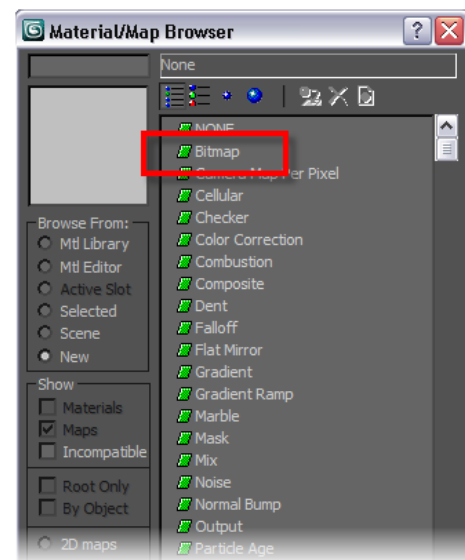 Material/Map Browser
None
NONE
Bitmap
Camera Map Per Pixel
Cellular
Checker
Color Correction
Combustion
Composite
Dent
Falloff
Flat Mirror
Gradient
Gradient Ramp
Marble
Mask
Mix
Noise
Normal Bump
Output
Particle Age
Browse From:
Mtl Library
Mtl Editor
Active Slot
Selected
Scene
New
Show
Materials
Maps
Incompatible
Root Only
By Object
2D maps